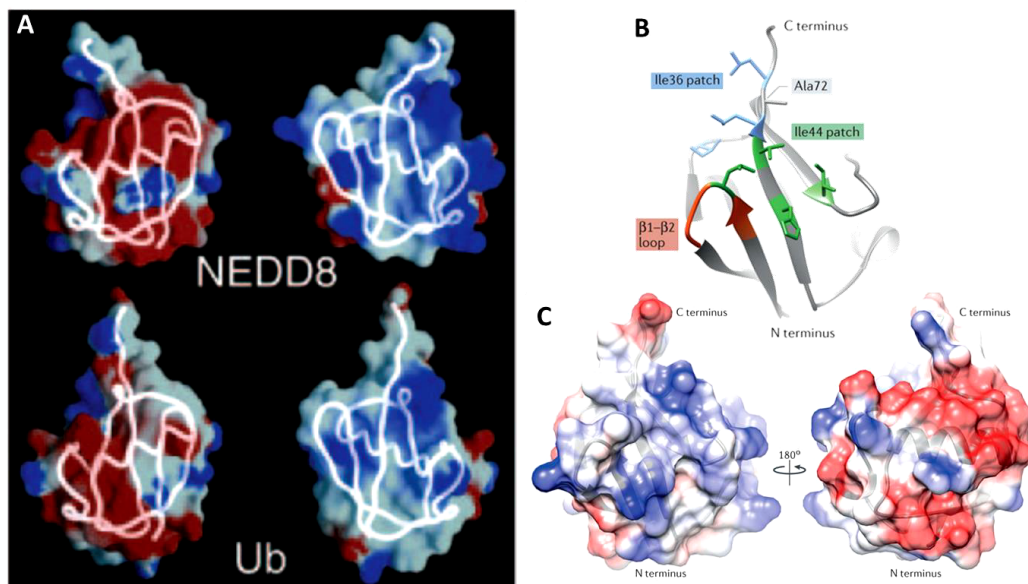 A
NEDD8
Ub
B
C terminus
Ile36 patch
Ala72
Ile44 patch
β1–β2
loop
N terminus
C
C terminus
C terminus
180°
N terminus
N terminus